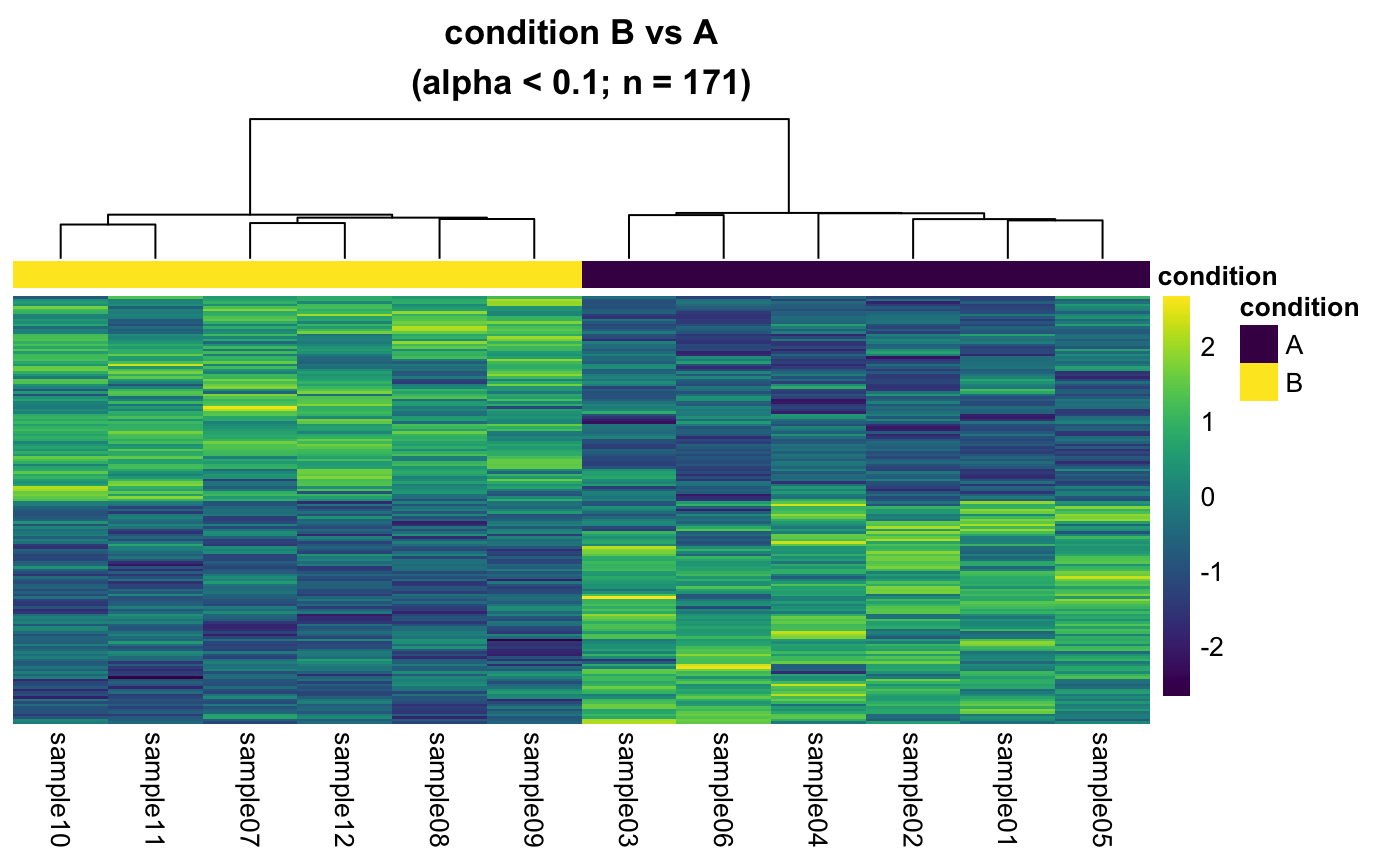 condition B vs A
(alpha < 0.1; n = 171)
condition
condition
A
B
2
1
0
-1
-2
sample10
sample11
sample07
sample12
sample08
sample09
sample03
sample06
sample04
sample02
sample01
sample05